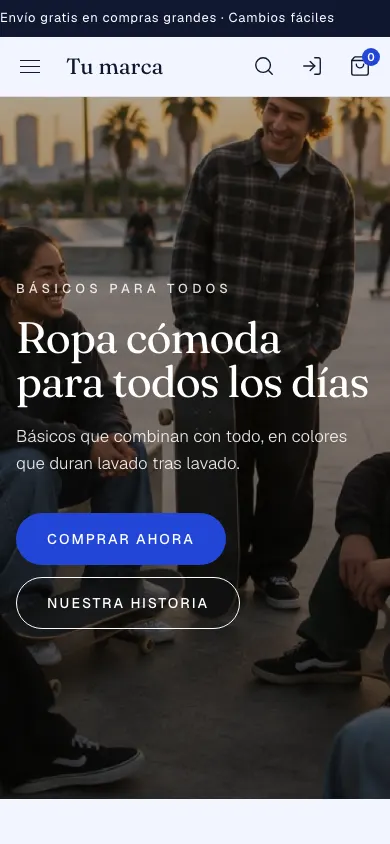 Envío gratis en compras grandes · Cambios fáciles
Tu marca
0
BÁSICOS PARA TODOS
Ropa cómoda
para todos los días
Básicos que combinan con todo, en colores
que duran lavado tras lavado.
COMPRAR AHORA
NUESTRA HISTORIA